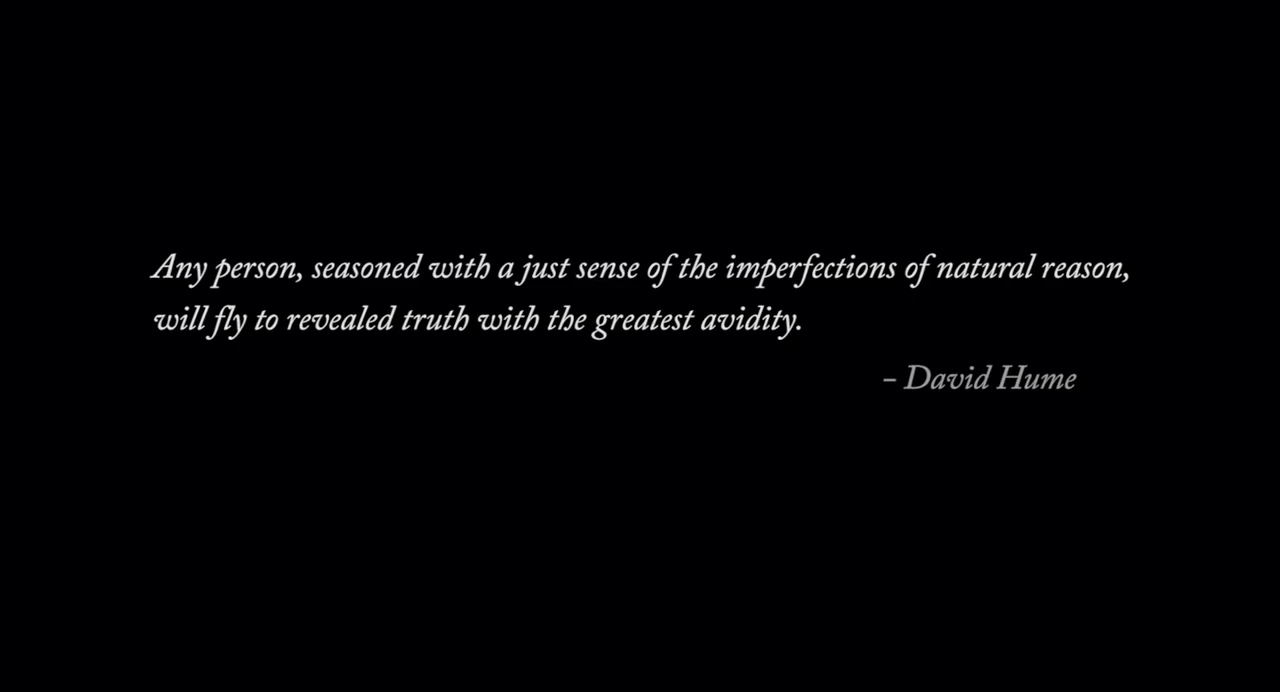 Any person, seasoned with a just sense of the imperfections of natural reason,
will fly to revealed truth with the greatest avidity.
– David Hume